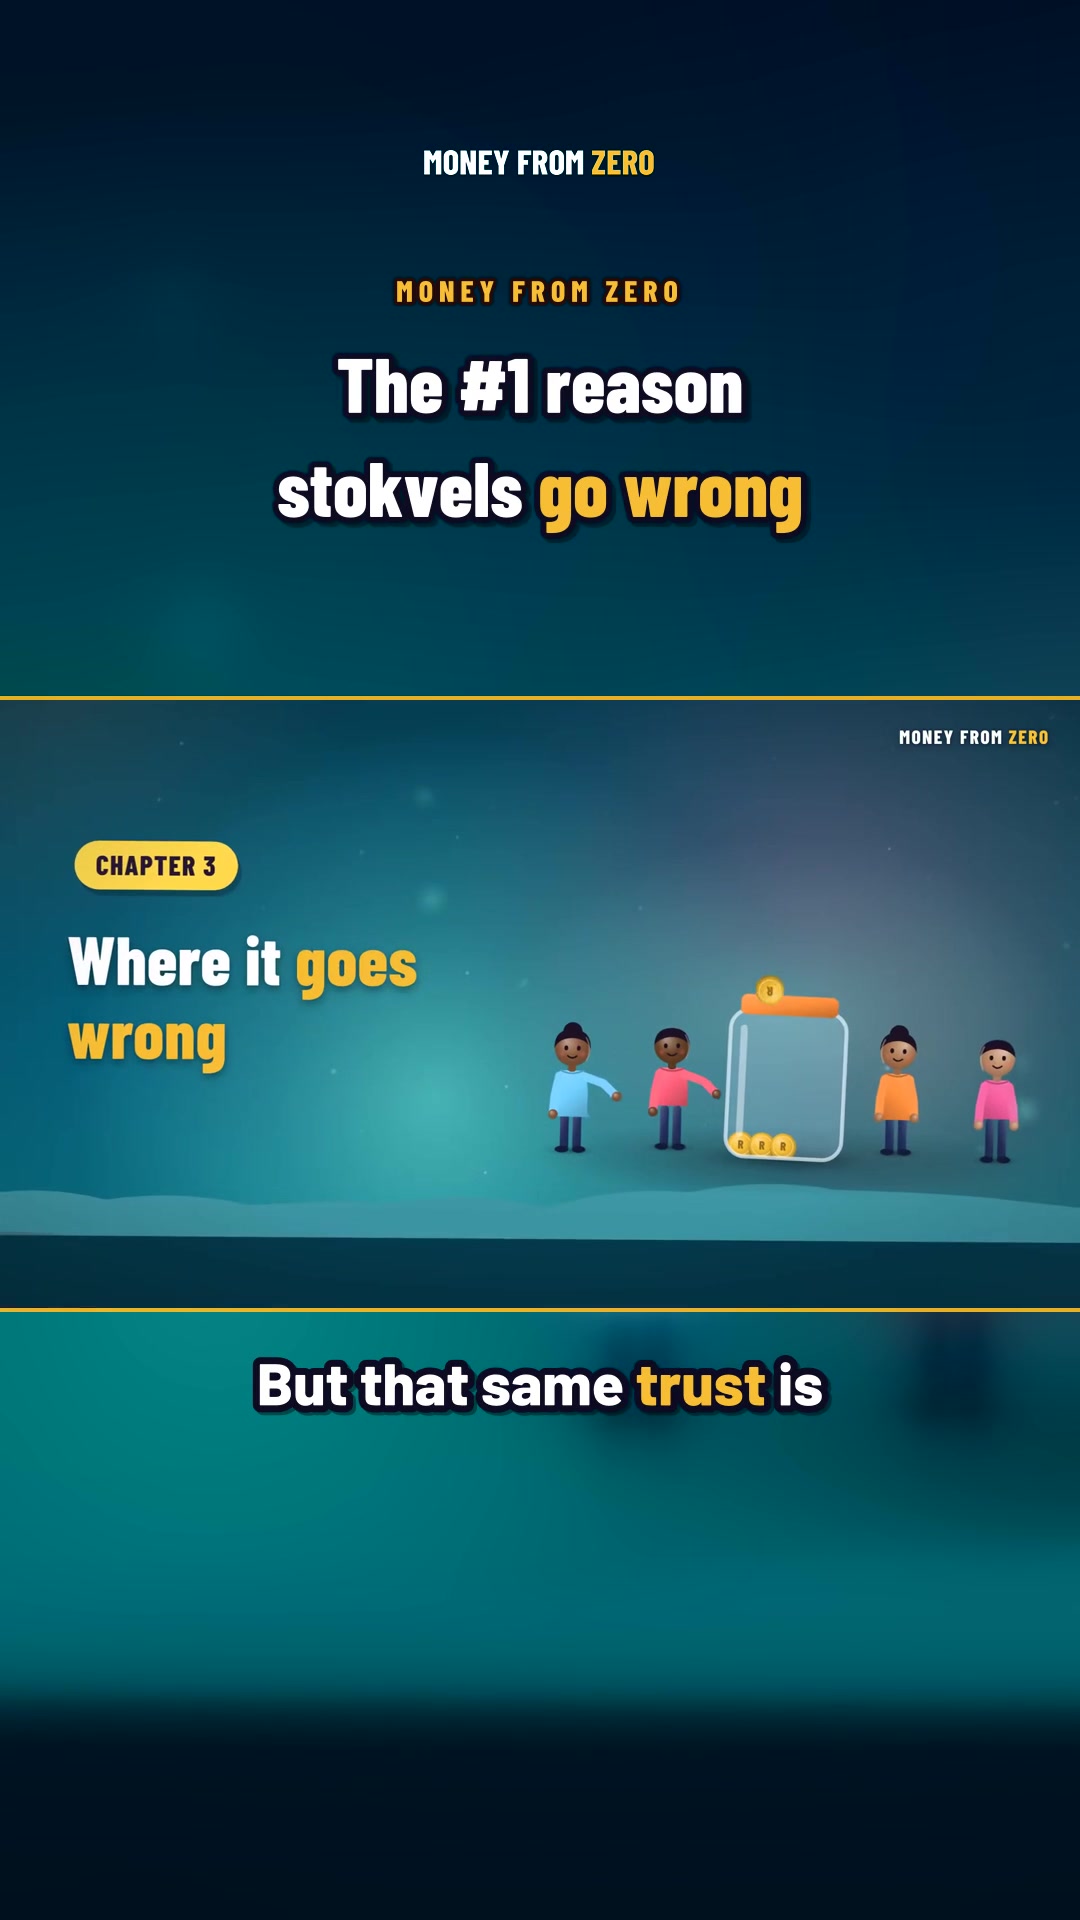 MONEY FROM ZERO
MONEY FROM ZERO
The #1 reason
stokvels go wrong
MONEY FROM ZERO
CHAPTER 3
Where it goes
wrong
R
R R R
But that same trust is